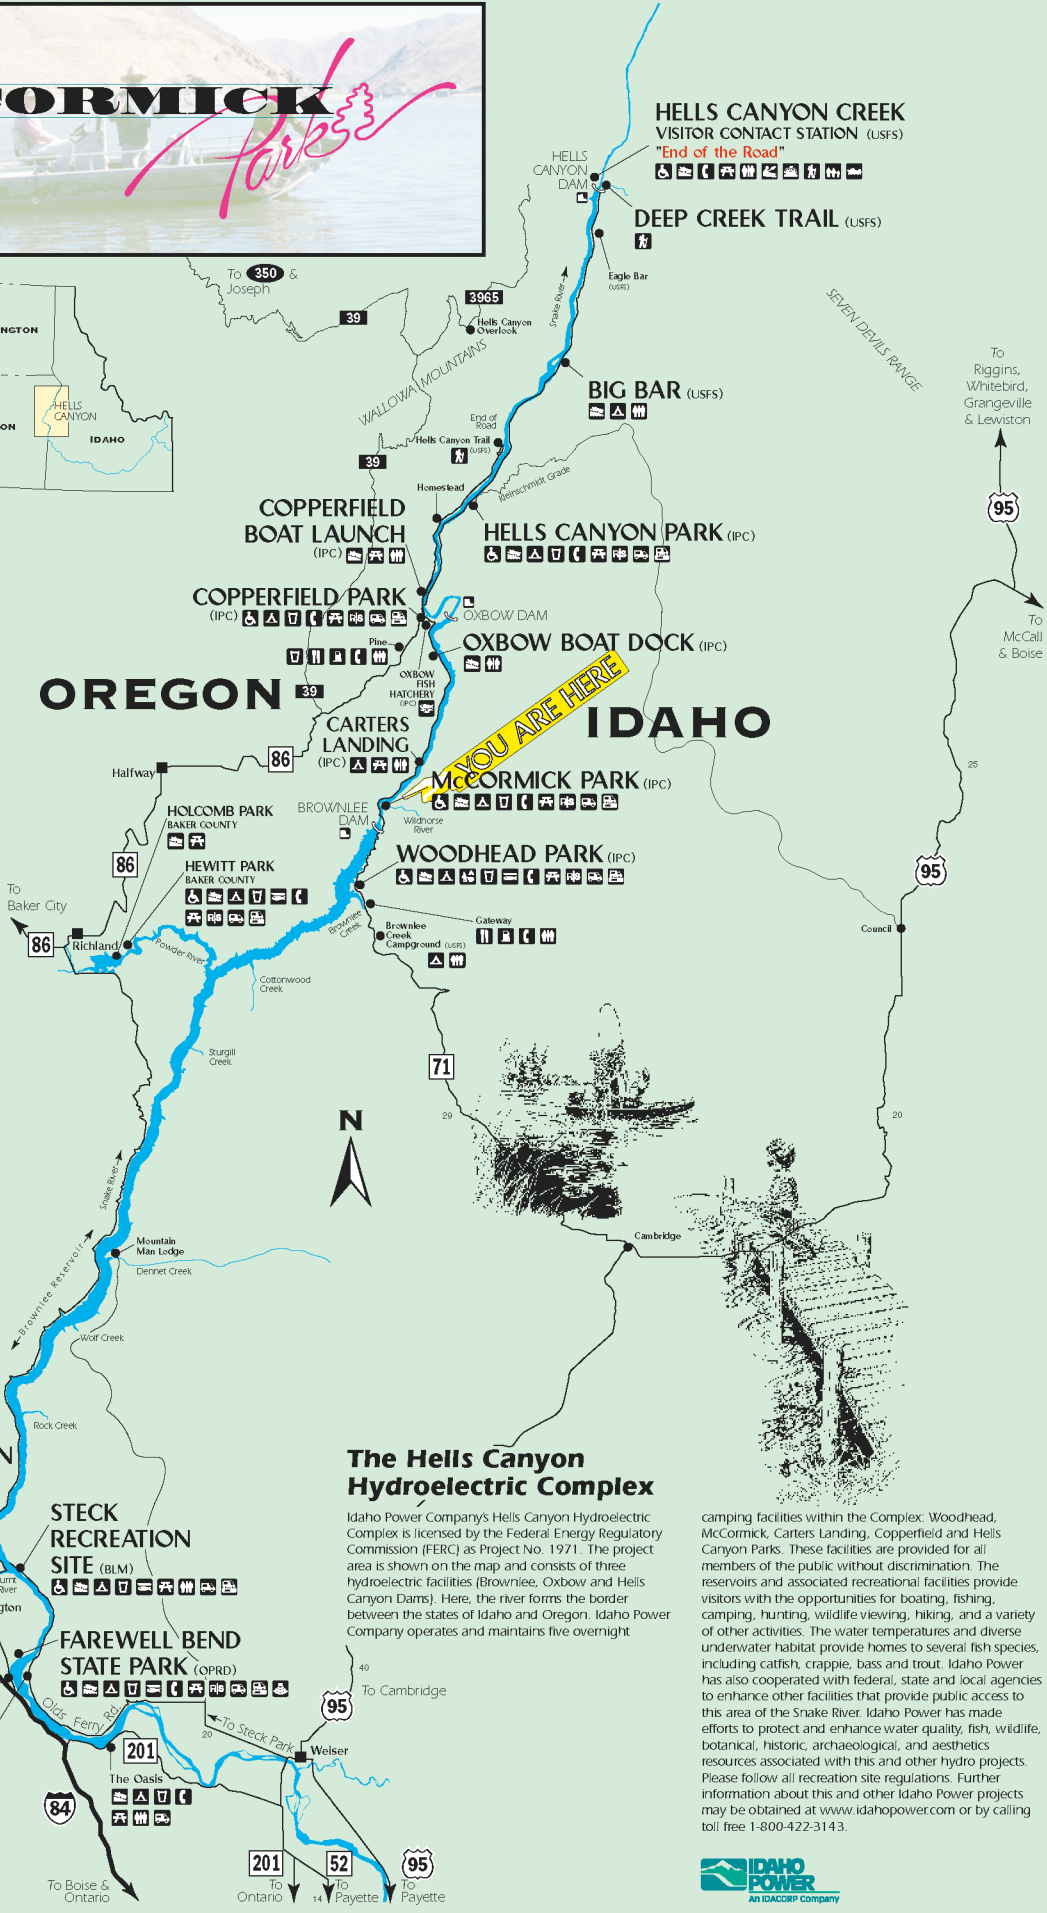 CORMICK
Parks
HELLS CANYON CREEK
VISITOR CONTACT STATION (USFS)
"End of the Road"
HELLS
CANYON
DAM
DEEP CREEK TRAIL (USFS)
Eagle Bar
(USFS)
Snake River
To 350 &
Joseph
39
3965
Hells Canyon
Overlook
WALLOWA MOUNTAINS
SEVEN DEVILS RANGE
NGTON
HELLS
CANYON
ON
IDAHO
To
Riggins,
Whitebird,
Grangeville
& Lewiston
95
BIG BAR (USFS)
End of
Road
Hells Canyon Trail
(USFS)
39
Kleinschmidt Grade
Homestead
COPPERFIELD
BOAT LAUNCH
(IPC)
HELLS CANYON PARK (IPC)
COPPERFIELD PARK
(IPC)
R/S
OXBOW DAM
To
McCall
& Boise
Pine
OXBOW BOAT DOCK (IPC)
OXBOW
FISH
HATCHERY
(IPC)
OREGON
39
YOU ARE HERE
IDAHO
CARTERS
LANDING
(IPC)
86
Halfway
25
McCORMICK PARK (IPC)
BROWNLEE
DAM
Wildhorse
River
HOLCOMB PARK
BAKER COUNTY
WOODHEAD PARK (IPC)
86
HEWITT PARK
BAKER COUNTY
95
To
Baker City
86
Richland
Powder River
Brownlee
Creek
Gateway
Brownlee
Creek
Campground (USFS)
Council
Cottonwood
Creek
Sturgill
Creek
71
29
20
N
Snake River
Brownlee Reservoir
Mountain
Man Lodge
Dennet Creek
Cambridge
Wolf Creek
Rock Creek
The Hells Canyon
Hydroelectric Complex
Idaho Power Company's Hells Canyon Hydroelectric
Complex is licensed by the Federal Energy Regulatory
Commission (FERC) as Project No. 1971. The project
area is shown on the map and consists of three
hydroelectric facilities (Brownlee, Oxbow and Hells
Canyon Dams). Here, the river forms the border
between the states of Idaho and Oregon. Idaho Power
Company operates and maintains five overnight
camping facilities within the Complex: Woodhead,
McCormick, Carters Landing, Copperfield and Hells
Canyon Parks. These facilities are provided for all
members of the public without discrimination. The
reservoirs and associated recreational facilities provide
visitors with the opportunities for boating, fishing,
camping, hunting, wildlife viewing, hiking, and a variety
of other activities. The water temperatures and diverse
underwater habitat provide homes to several fish species,
including catfish, crappie, bass and trout. Idaho Power
has also cooperated with federal, state and local agencies
to enhance other facilities that provide public access to
this area of the Snake River. Idaho Power has made
efforts to protect and enhance water quality, fish, wildlife,
botanical, historic, archaeological, and aesthetics
resources associated with this and other hydro projects.
Please follow all recreation site regulations. Further
information about this and other Idaho Power projects
may be obtained at www.idahopower.com or by calling
toll free 1-800-422-3143.
STECK
RECREATION
SITE (BLM)
urnt
River
gton
FAREWELL BEND
STATE PARK (OPRD)
Olds Ferry Rd.
20
To Steck Park
40
To Cambridge
95
Weiser
201
The Oasis
84
To Boise &
Ontario
201
To
Ontario
52
14
To
Payette
95
To
Payette
IDAHO
POWER
An IDACORP Company